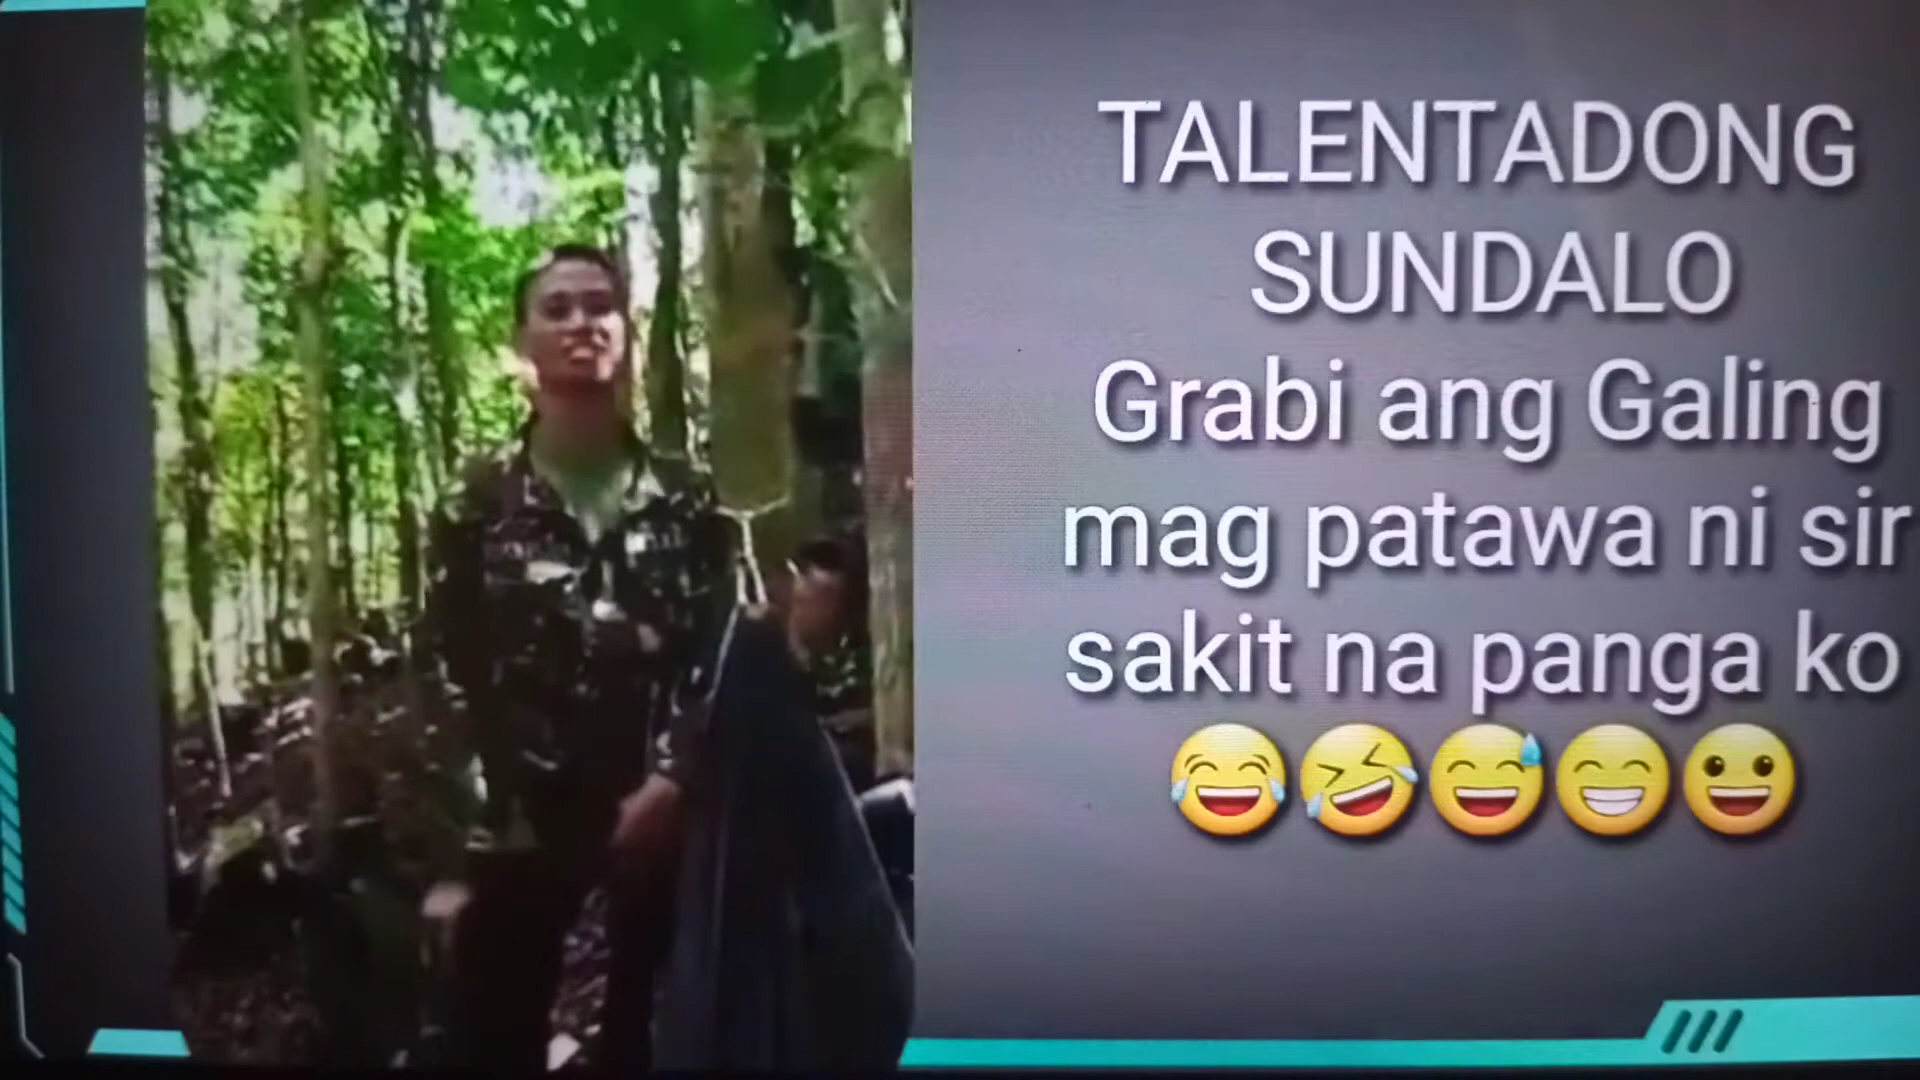 TALENTADONG
SUNDALO
Grabi ang Galing
mag patawa ni sir
sakit na panga ko
😂🤣😅😁😀